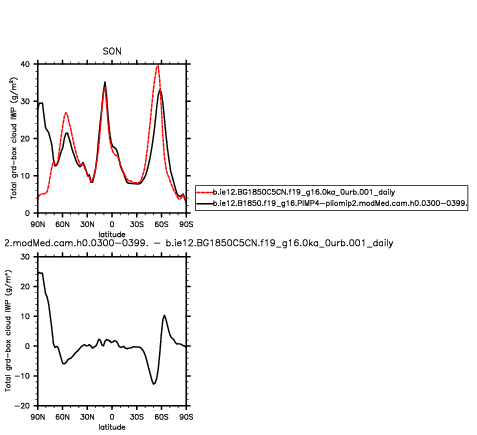 SON
Total grd-box cloud IWP (g/m²)
40
30
20
10
0
90N 60N 30N 0 30S 60S 90S
latitude
b.ie12.BG1850C5CN.f19_g16.0ka_0urb.001_daily
b.ie12.B1850.f19_g16.PIMP4-pliomip2.modMed.cam.h0.0300-0399.
2.modMed.cam.h0.0300-0399. - b.ie12.BG1850C5CN.f19_g16.0ka_0urb.001_daily
Total grd-box cloud IWP (g/m²)
30
20
10
0
-10
-20
90N 60N 30N 0 30S 60S 90S
latitude